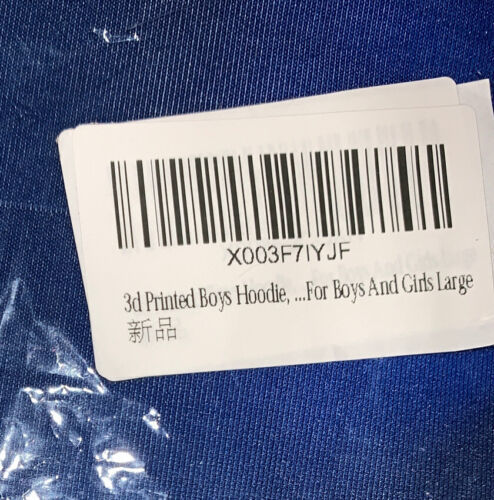 X003F7IYJF
3d Printed Boys Hoodie, ...For Boys And Girls Large
新品